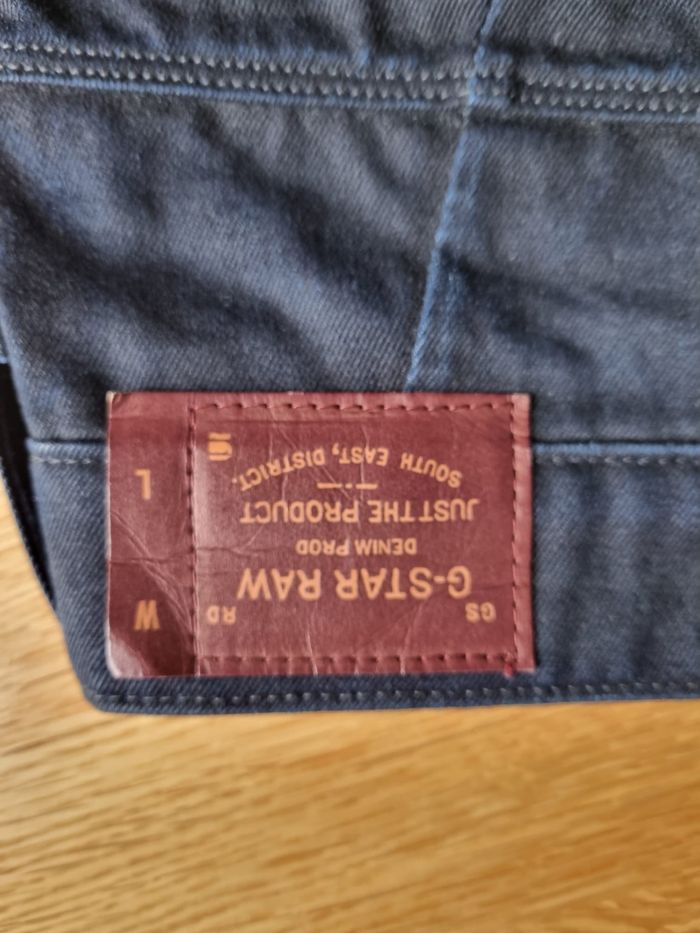 GS RD W
G-STAR RAW
DENIM PROD
JUST THE PRODUCT
SOUTH EAST, DISTRICT.
L